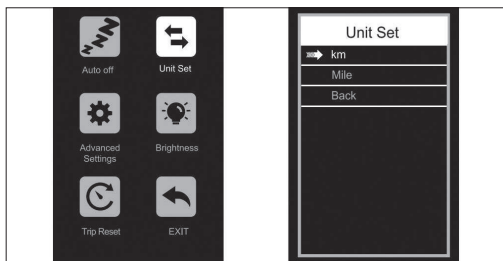 Auto off
Unit Set
Advanced
Settings
Brightness
Trip Reset
EXIT
Unit Set
km
Mile
Back